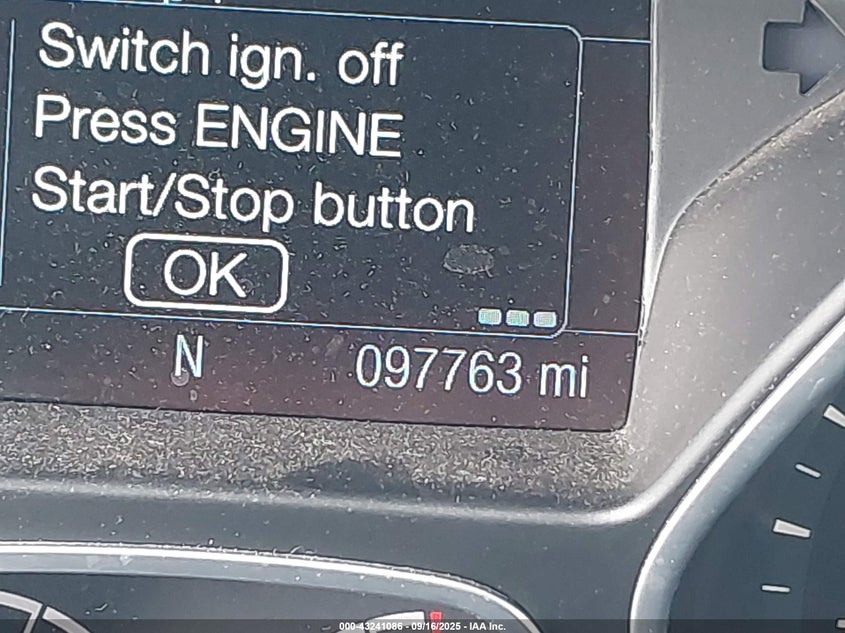 Switch ign. off
Press ENGINE
Start/Stop button
OK
N
097763 mi
000-43241086 - 09/16/2025 - IAA Inc.